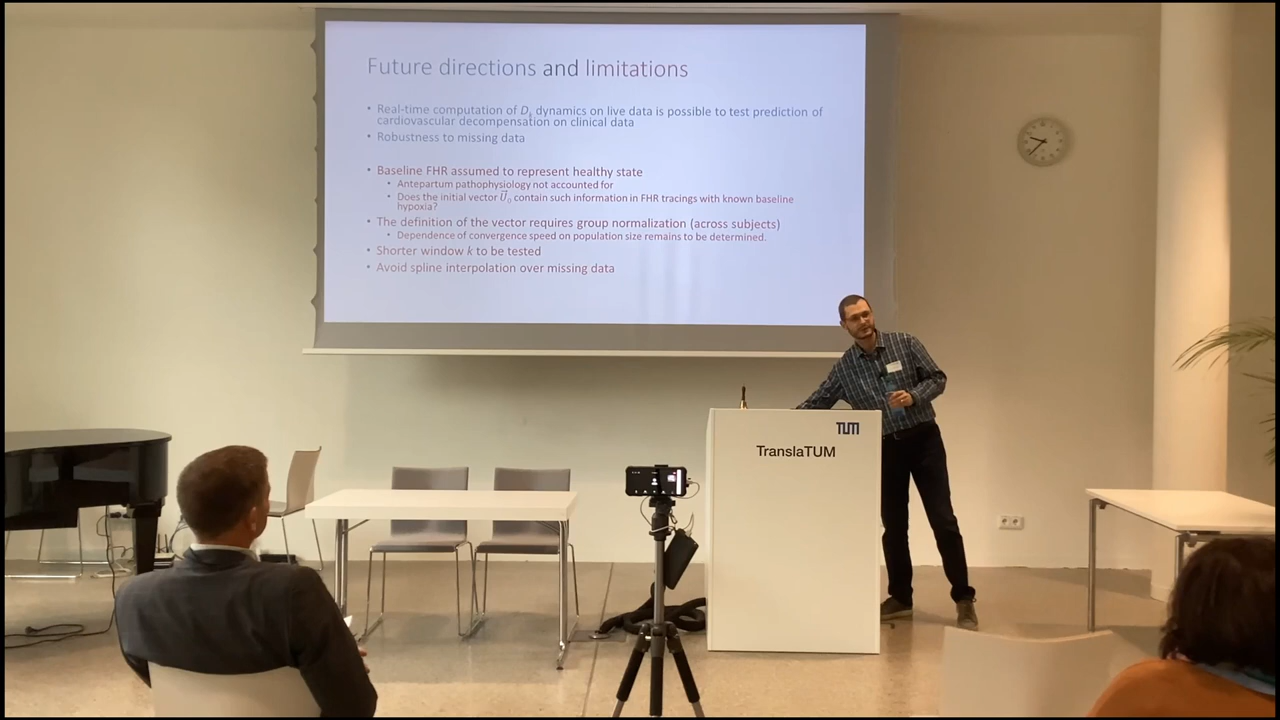 Future directions and limitations
• Real-time computation of Ds dynamics on live data is possible to test prediction of
cardiovascular decompensation on clinical data
• Robustness to missing data
• Baseline FHR assumed to represent healthy state
• Antepartum pathophysiology not accounted for
• Does the initial vector U⃗0 contain such information in FHR tracings with known baseline
hypoxia?
• The definition of the vector requires group normalization (across subjects)
• Dependence of convergence speed on population size remains to be determined.
• Shorter window k to be tested
• Avoid spline interpolation over missing data
TUM
TranslaTUM